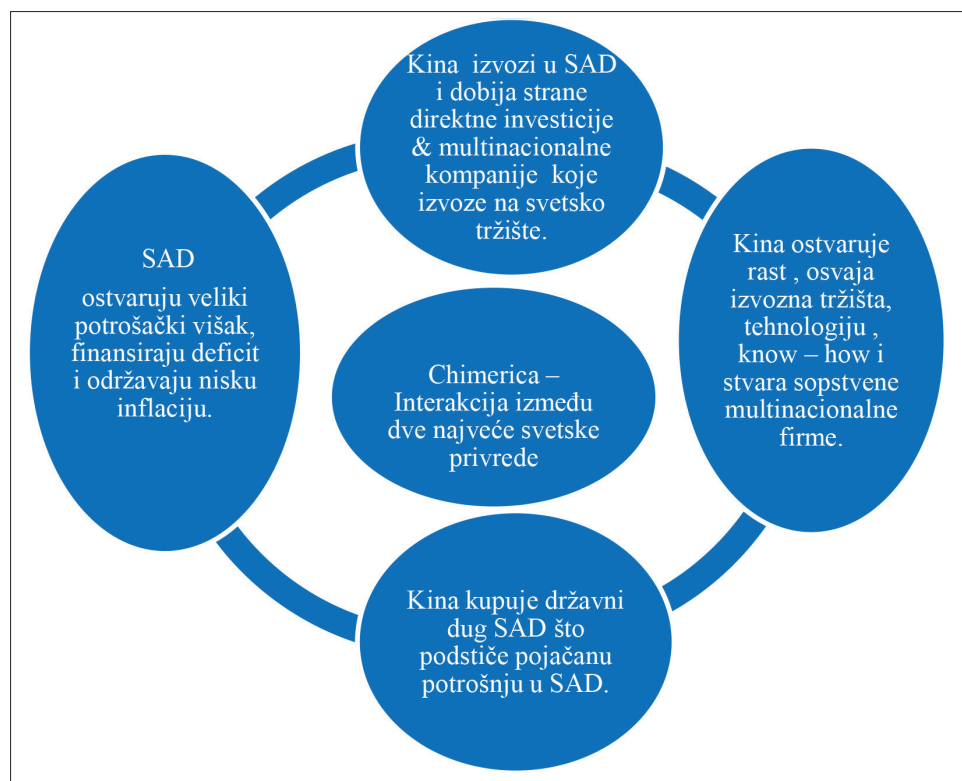 Kina izvozi u SAD
i dobija strane
direktne investicije
& multinacionalne
kompanije koje
izvoze na svetsko
tržište.
Kina ostvaruje
rast , osvaja
izvozna tržišta,
tehnologiju ,
know – how i
stvara sopstvene
multinacionalne
firme.
Kina kupuje državni
dug SAD što
podstiče pojačanu
potrošnju u SAD.
SAD
ostvaruju veliki
potrošački višak,
finansiraju deficit
i održavaju nisku
inflaciju.
Chimerica –
Interakcija između
dve najveće svetske
privrede